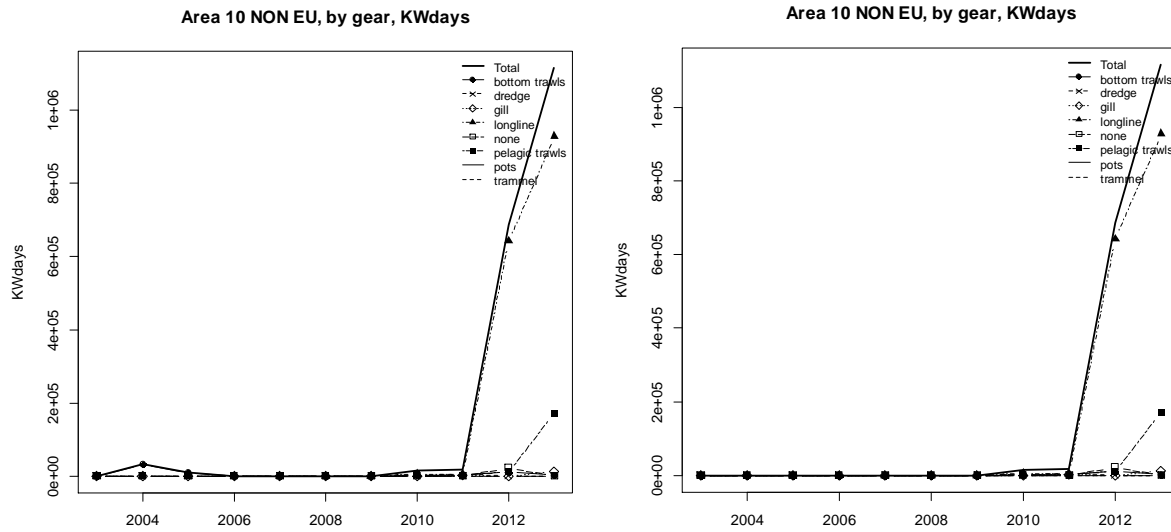 Area 10 NON EU, by gear, KWdays
KWdays
1e+06
8e+05
6e+05
4e+05
2e+05
0e+00
Total
bottom trawls
dredge
gill
longline
none
pelagic trawls
pots
trammel
2004 2006 2008 2010 2012
Area 10 NON EU, by gear, KWdays
KWdays
1e+06
8e+05
6e+05
4e+05
2e+05
0e+00
Total
bottom trawls
dredge
gill
longline
none
pelagic trawls
pots
trammel
2004 2006 2008 2010 2012